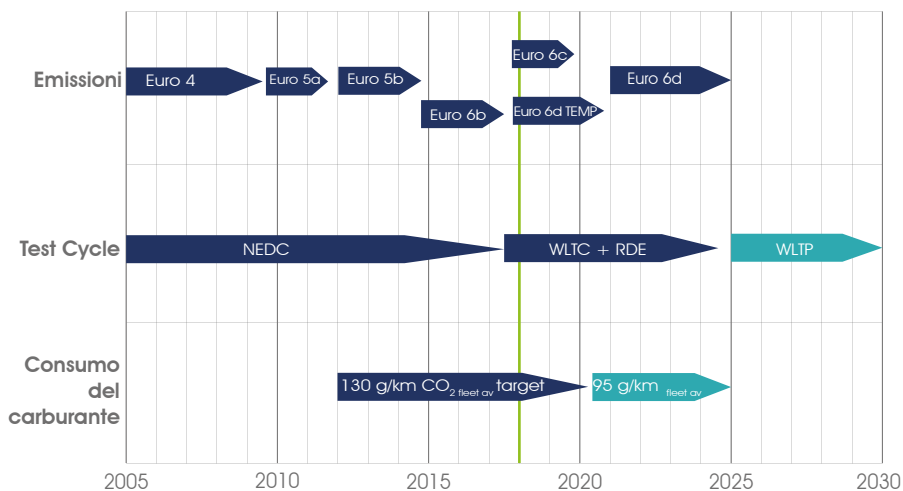 Euro 6c
Emissioni
Euro 4
Euro 5a
Euro 5b
Euro 6d
Euro 6b
Euro 6d TEMP
Test Cycle
NEDC
WLTC + RDE
WLTP
Consumo
del
carburante
130 g/km CO2 fleet av target
95 g/km fleet av
2005
2010
2015
2020
2025
2030